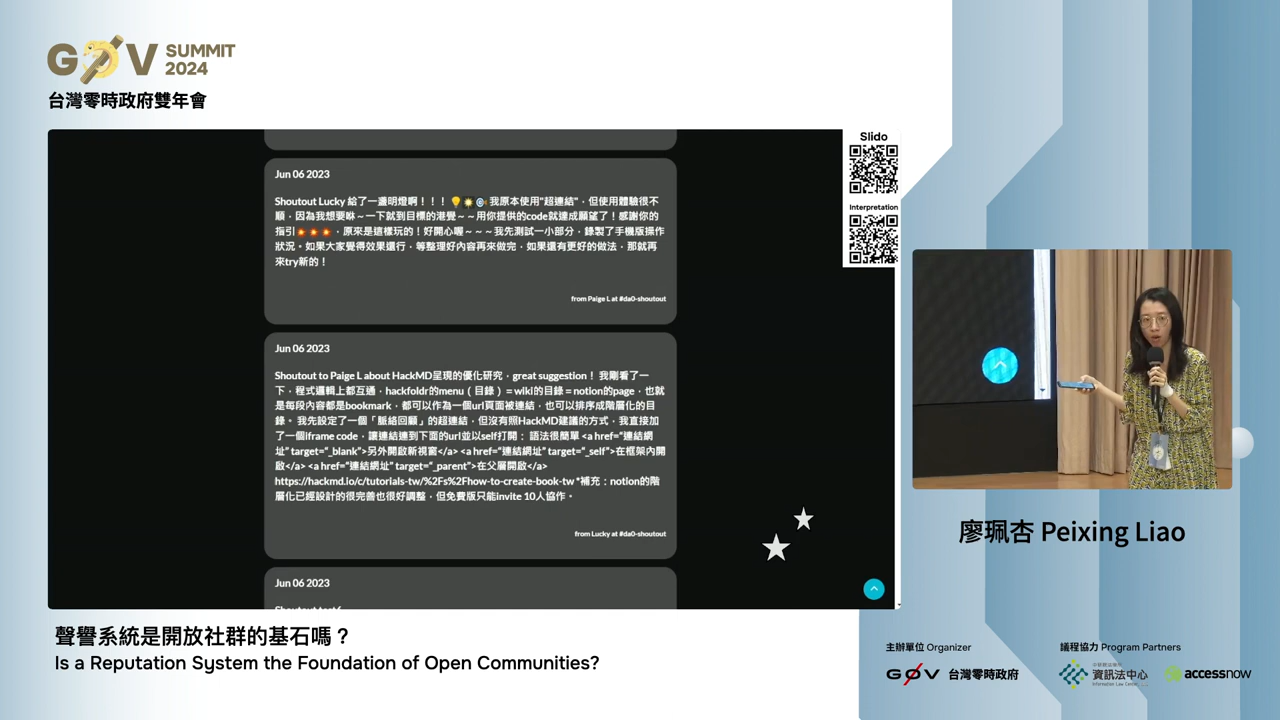 G0V SUMMIT 2024
台灣零時政府雙年會
Jun 06 2023
Shoutout Lucky 給了一盞明燈啊！！！ 💡💥🎯 我原本使用"超連結"，但使用體驗很不
順，因為我想要咻～一下就到目標的港覺～～用你提供的code就達成願望了！感謝你的
指引💥💥💥，原來是這樣玩的！好開心喔～～～我先測試一小部分，錄製了手機版操作
狀況。如果大家覺得效果還行，等整理好內容再來做完，如果還有更好的做法，那就再
來try新的！
from Paige L at #da0-shoutout
Jun 06 2023
Shoutout to Paige L about HackMD呈現的優化研究，great suggestion！ 我剛看了一
下，程式邏輯上都互通，hackfoldr的menu（目錄）＝wiki的目錄＝notion的page，也就
是每段內容都是bookmark，都可以作為一個url頁面被連結，也可以排序成階層化的目
錄。 我先設定了一個「脈絡回顧」的超連結，但沒有照HackMD建議的方式，我直接加
了一個iframe code，讓連結連到下面的url並以self打開： 語法很簡單 <a href="連結網
址" target="_blank">另外開啟新視窗</a> <a href="連結網址" target="_self">在框架內開
啟</a> <a href="連結網址" target="_parent">在父層開啟</a>
https://hackmd.io/c/tutorials-tw/%2Fs%2Fhow-to-create-book-tw *補充：notion的階
層化已經設計的很完善也很好調整，但免費版只能invite 10人協作。
from Lucky at #da0-shoutout
Jun 06 2023
Slido
Interpretation
廖珮杏 Peixing Liao
聲譽系統是開放社群的基石嗎？
Is a Reputation System the Foundation of Open Communities?
主辦單位 Organizer
G0V 台灣零時政府
議程協力 Program Partners
資訊法中心
Information Law Center
accessnow